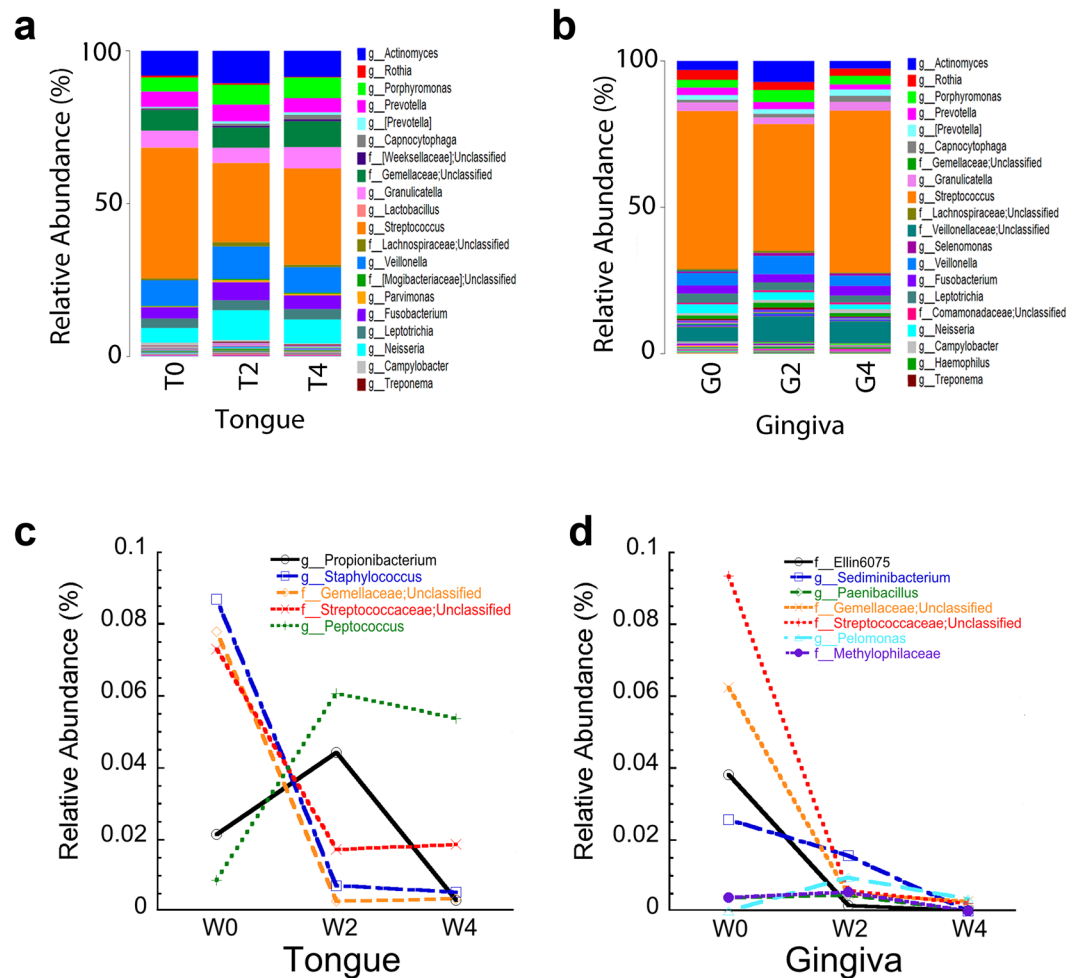 a
Relative Abundance (%)
100
50
0
T0
T2
T4
Tongue
g__Actinomyces
g__Rothia
g__Porphyromonas
g__Prevotella
g__[Prevotella]
g__Capnocytophaga
f__[Weeksellaceae];Unclassified
f__Gemellaceae;Unclassified
g__Granulicatella
g__Lactobacillus
g__Streptococcus
f__Lachnospiraceae;Unclassified
g__Veillonella
f__[Mogibacteriaceae];Unclassified
g__Parvimonas
g__Fusobacterium
g__Leptotrichia
g__Neisseria
g__Campylobacter
g__Treponema
b
Relative Abundance (%)
100
50
0
G0
G2
G4
Gingiva
g__Actinomyces
g__Rothia
g__Porphyromonas
g__Prevotella
g__[Prevotella]
g__Capnocytophaga
f__Gemellaceae;Unclassified
g__Granulicatella
g__Streptococcus
f__Lachnospiraceae;Unclassified
f__Veillonellaceae;Unclassified
g__Selenomonas
g__Veillonella
g__Fusobacterium
g__Leptotrichia
f__Comamonadaceae;Unclassified
g__Neisseria
g__Campylobacter
g__Haemophilus
g__Treponema
c
Relative Abundance (%)
0.1
0.08
0.06
0.04
0.02
0
g__Propionibacterium
g__Staphylococcus
f__Gemellaceae;Unclassified
f__Streptococcaceae;Unclassified
g__Peptococcus
W0
W2
W4
Tongue
d
Relative Abundance (%)
0.1
0.08
0.06
0.04
0.02
0
f__Ellin6075
g__Sediminibacterium
g__Paenibacillus
f__Gemellaceae;Unclassified
f__Streptococcaceae;Unclassified
g__Pelomonas
f__Methylophilaceae
W0
W2
W4
Gingiva